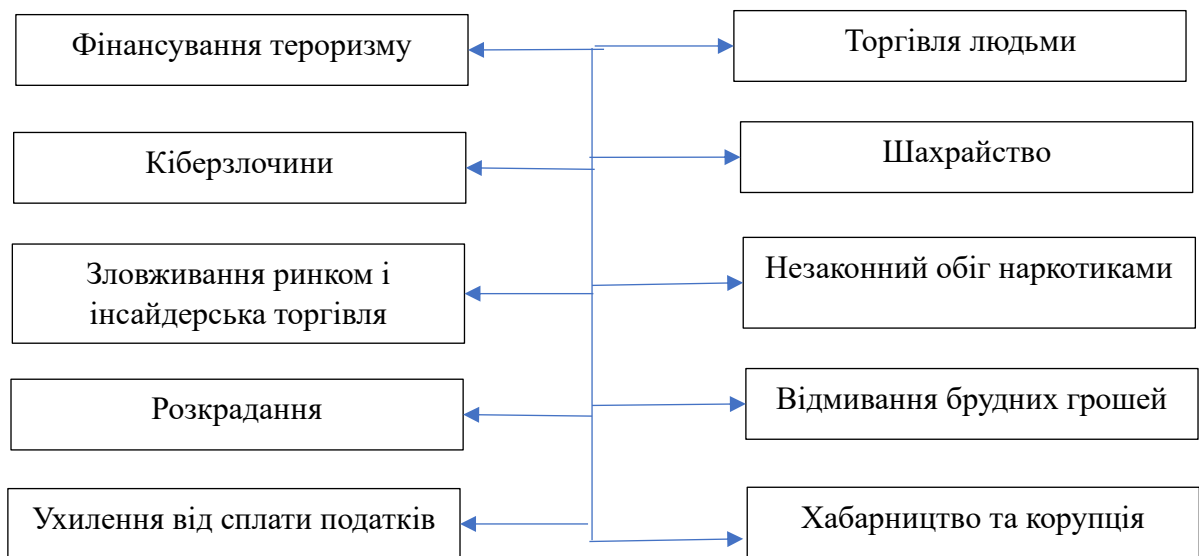 Фінансування тероризму
Торгівля людьми
Кіберзлочини
Шахрайство
Зловживання ринком і
інсайдерська торгівля
Незаконний обіг наркотиками
Розкрадання
Відмивання брудних грошей
Ухилення від сплати податків
Хабарництво та корупція